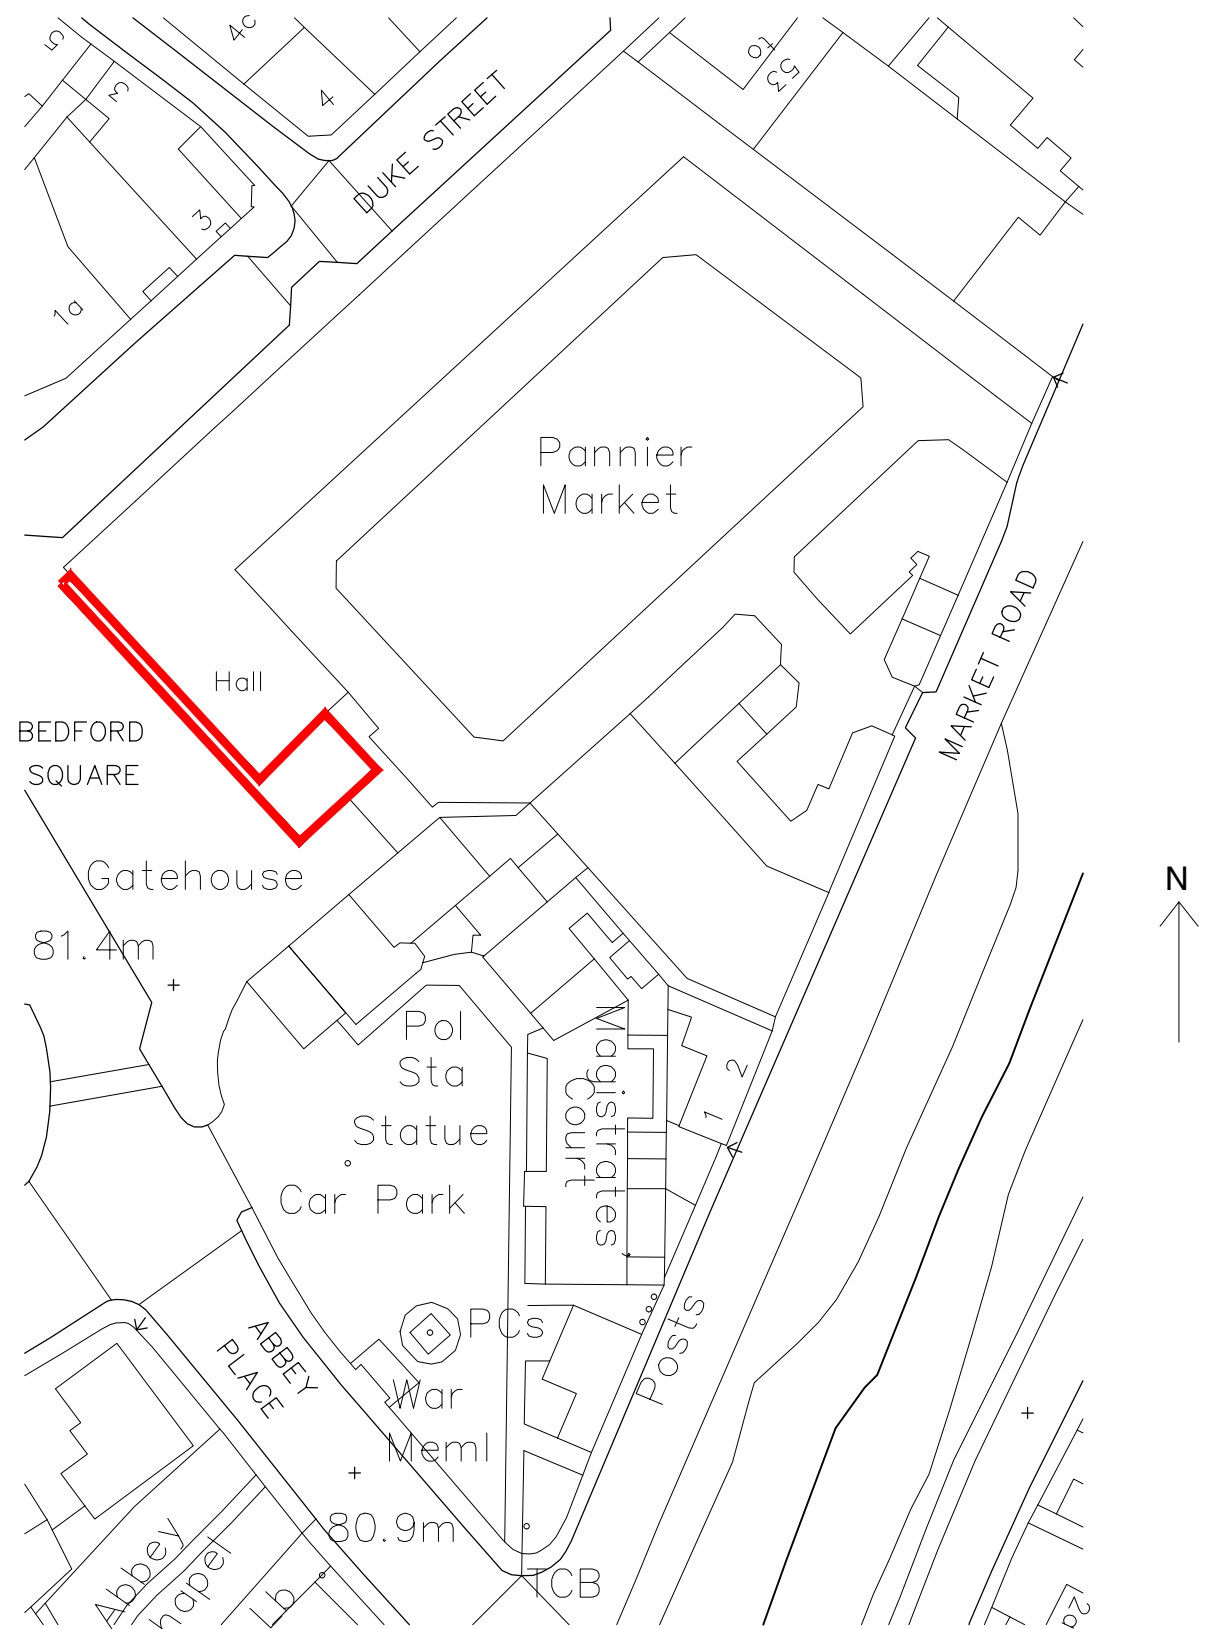 5
4c
to
53
3
4
DUKE STREET
3
1a
Pannier
Market
MARKET ROAD
Hall
BEDFORD
SQUARE
Gatehouse
N
81.4m
Pol
Sta
Magistrates'
Court
2
1
Statue
Car Park
PCs
Posts
ABBEY
PLACE
War
Meml
80.9m
Abbey
hapel
Lb
TCB
2a